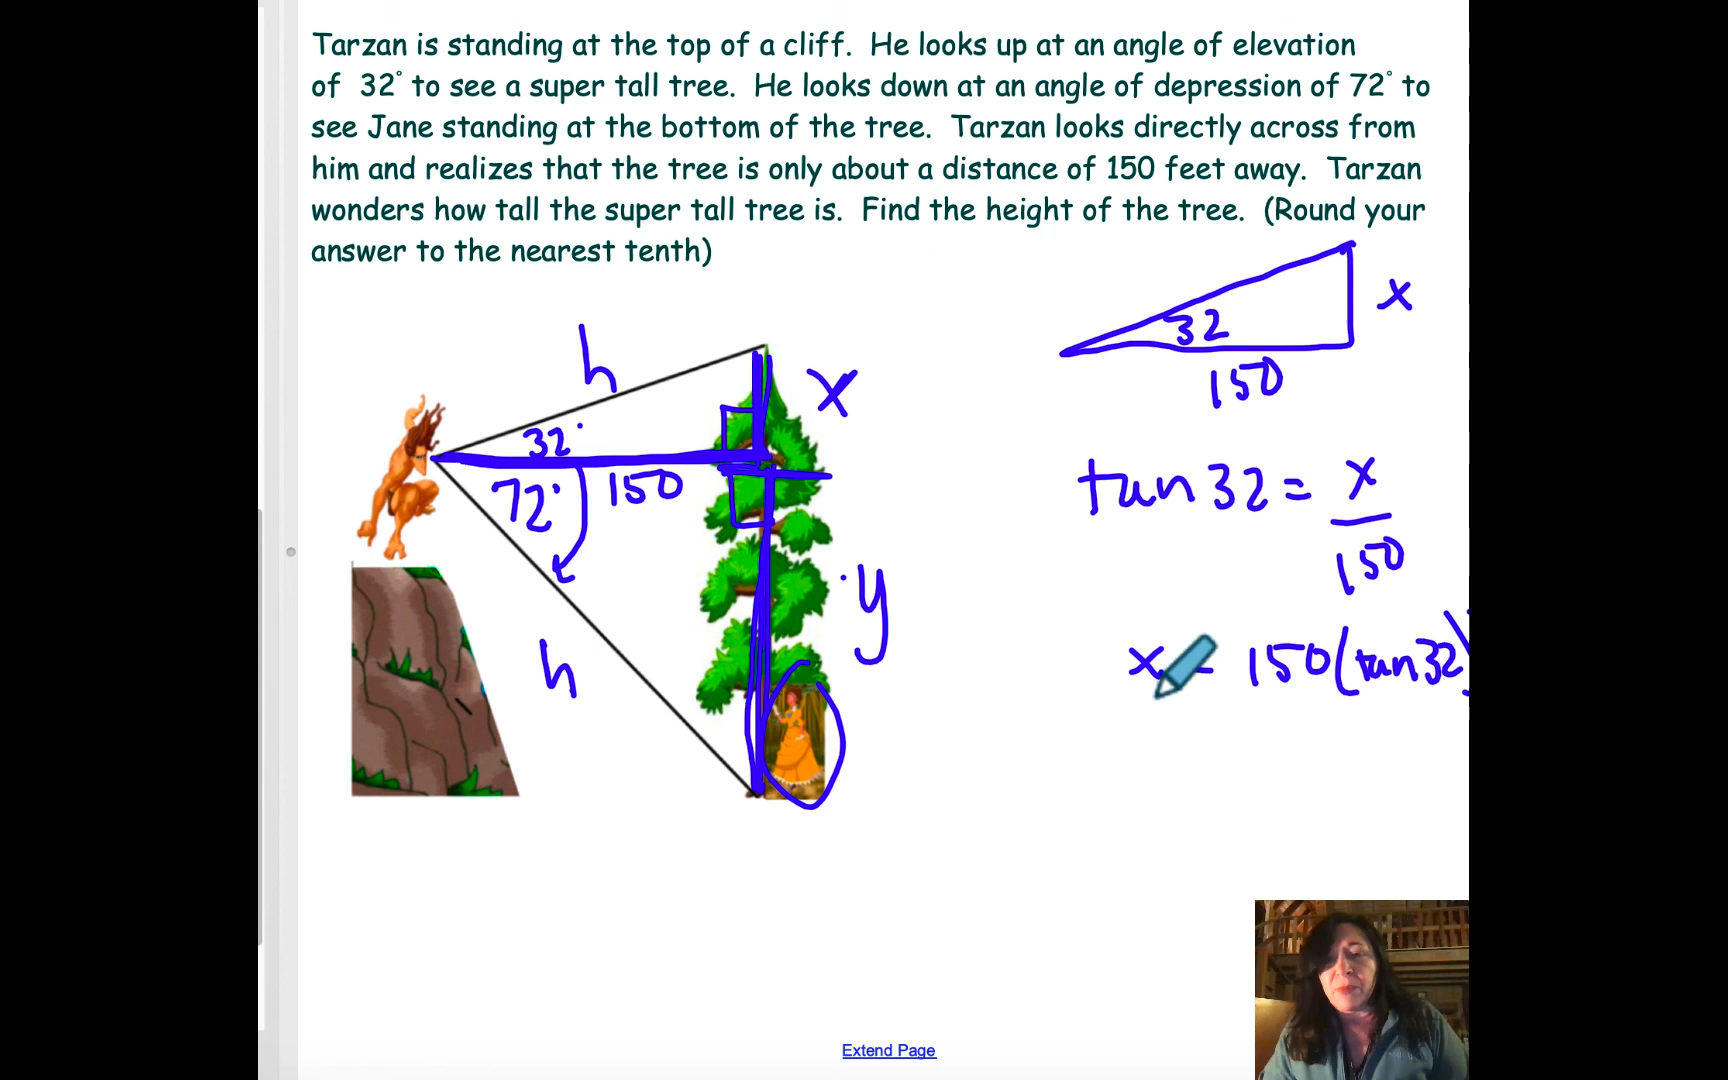 Tarzan is standing at the top of a cliff. He looks up at an angle of elevation
of 32° to see a super tall tree. He looks down at an angle of depression of 72° to
see Jane standing at the bottom of the tree. Tarzan looks directly across from
him and realizes that the tree is only about a distance of 150 feet away. Tarzan
wonders how tall the super tall tree is. Find the height of the tree. (Round your
answer to the nearest tenth)
32
x
150
h
x
32°
72°
150
y
h
tan 32 = x
150
x = 150(tan 32)
Extend Page